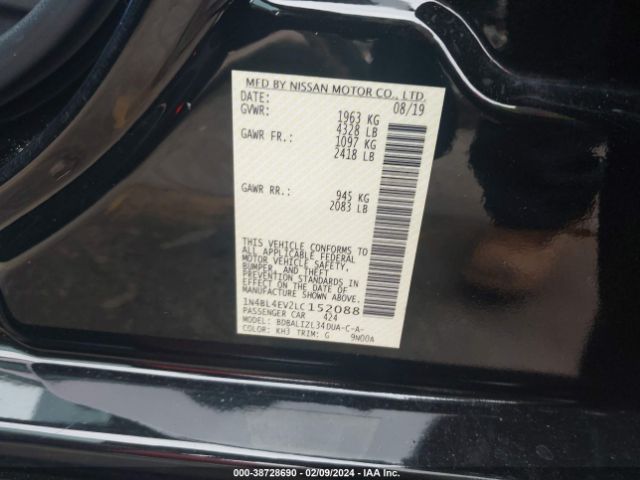 MFD BY NISSAN MOTOR CO., LTD.
DATE: 08/19
GVWR: 1963 KG
4328 LB
GAWR FR.: 1097 KG
2418 LB
GAWR RR.: 945 KG
2083 LB
THIS VEHICLE CONFORMS TO
ALL APPLICABLE FEDERAL
MOTOR VEHICLE SAFETY,
BUMPER, AND THEFT
PREVENTION STANDARDS IN
EFFECT ON THE DATE OF
MANUFACTURE SHOWN ABOVE.
1N4BL4EV2LC152088
PASSENGER CAR 424
MODEL: BDBALIZL34DUA-C-A-
COLOR: KH3 TRIM: G 9N00A
000-38728690 - 02/09/2024 - IAA Inc.